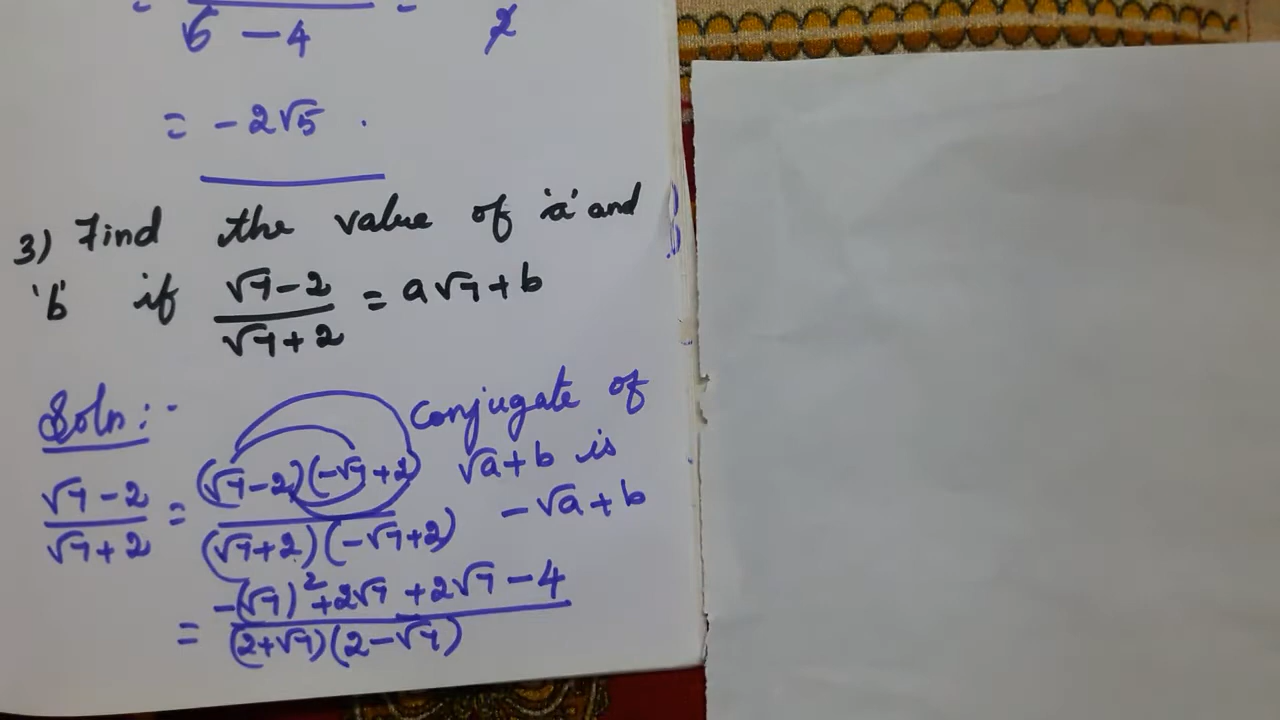 √5 - 4
= -2√5 .
3) Find the value of 'a' and
'b' if (√7-2)/(√7+2) = a√7+b
Soln:-
Conjugate of
√a+b is
-√a+b
(√7-2)/(√7+2) = (√7-2)(-√7+2)/(√7+2)(-√7+2)
= -(√7)²+2√7+2√7-4/(2+√7)(2-√7)